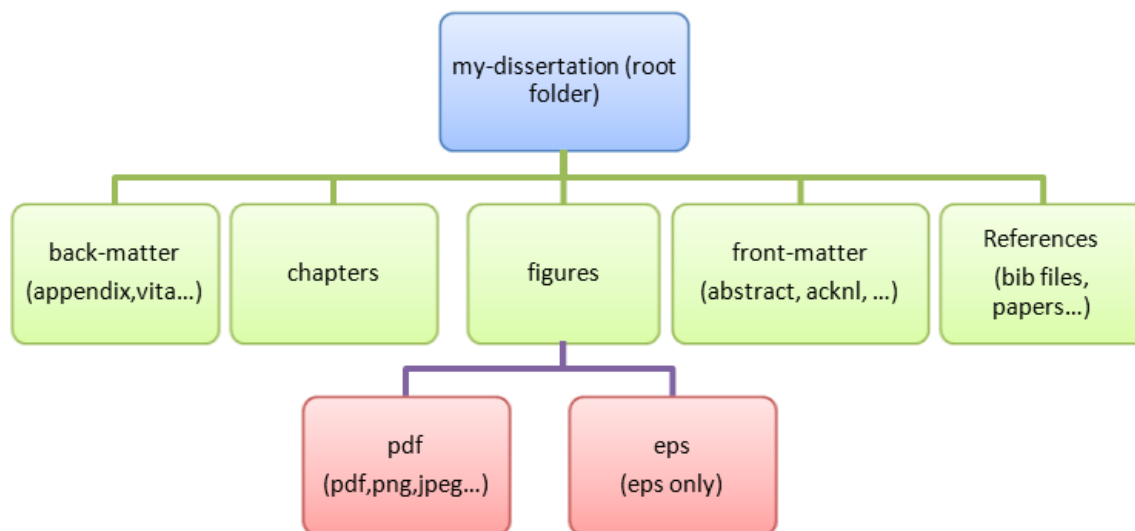 my-dissertation (root
folder)
back-matter
(appendix,vita...)
chapters
figures
front-matter
(abstract, acknl, ...)
References
(bib files,
papers...)
pdf
(pdf,png,jpeg...)
eps
(eps only)